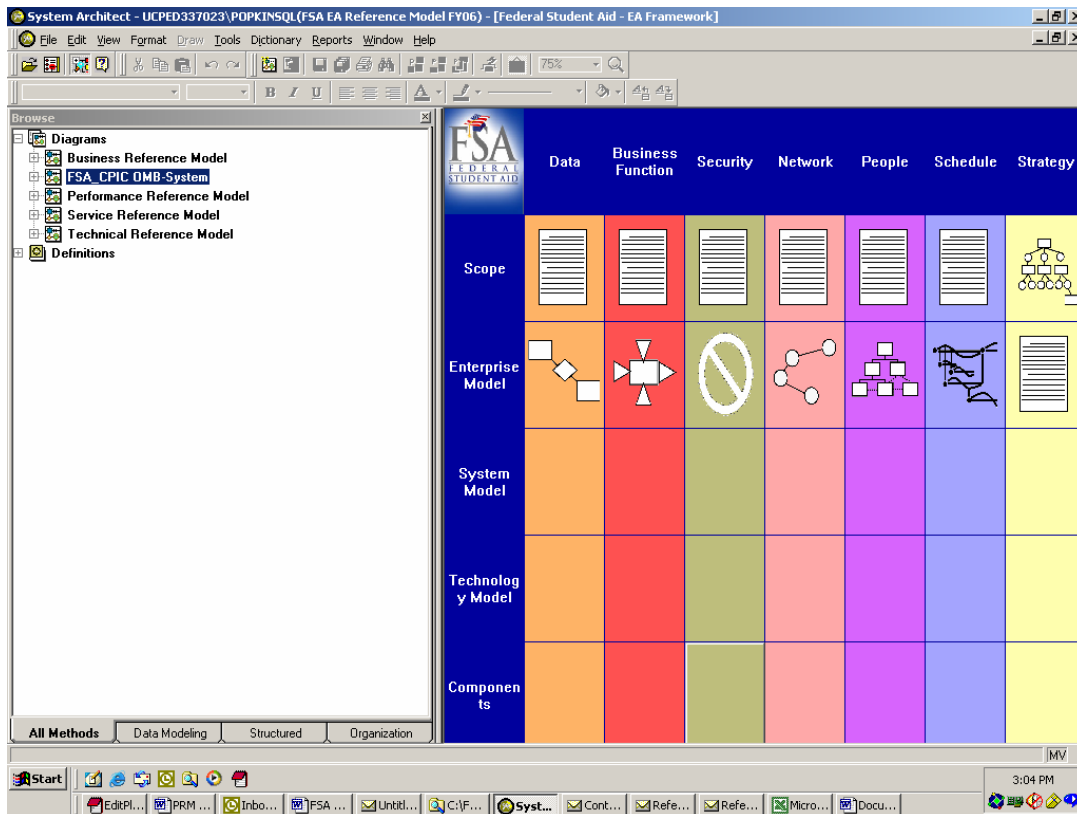 System Architect - UCPED337023\POPKINSQL(FSA EA Reference Model FY06) - [Federal Student Aid - EA Framework]
File Edit View Format Draw Tools Dictionary Reports Window Help
75%
B I U
Browse
Diagrams
Business Reference Model
FSA_CPIC OMB-System
Performance Reference Model
Service Reference Model
Technical Reference Model
Definitions
All Methods Data Modeling Structured Organization
FSA
FEDERAL
STUDENT AID
Data
Business
Function
Security
Network
People
Schedule
Strategy
Scope
Enterprise
Model
System
Model
Technolog
y Model
Componen
ts
MV
Start
3:04 PM
EditPl... PRM ... Inbo... FSA ... Untitl... C:\F... Syst... Cont... Refe... Refe... Micro... Docu...